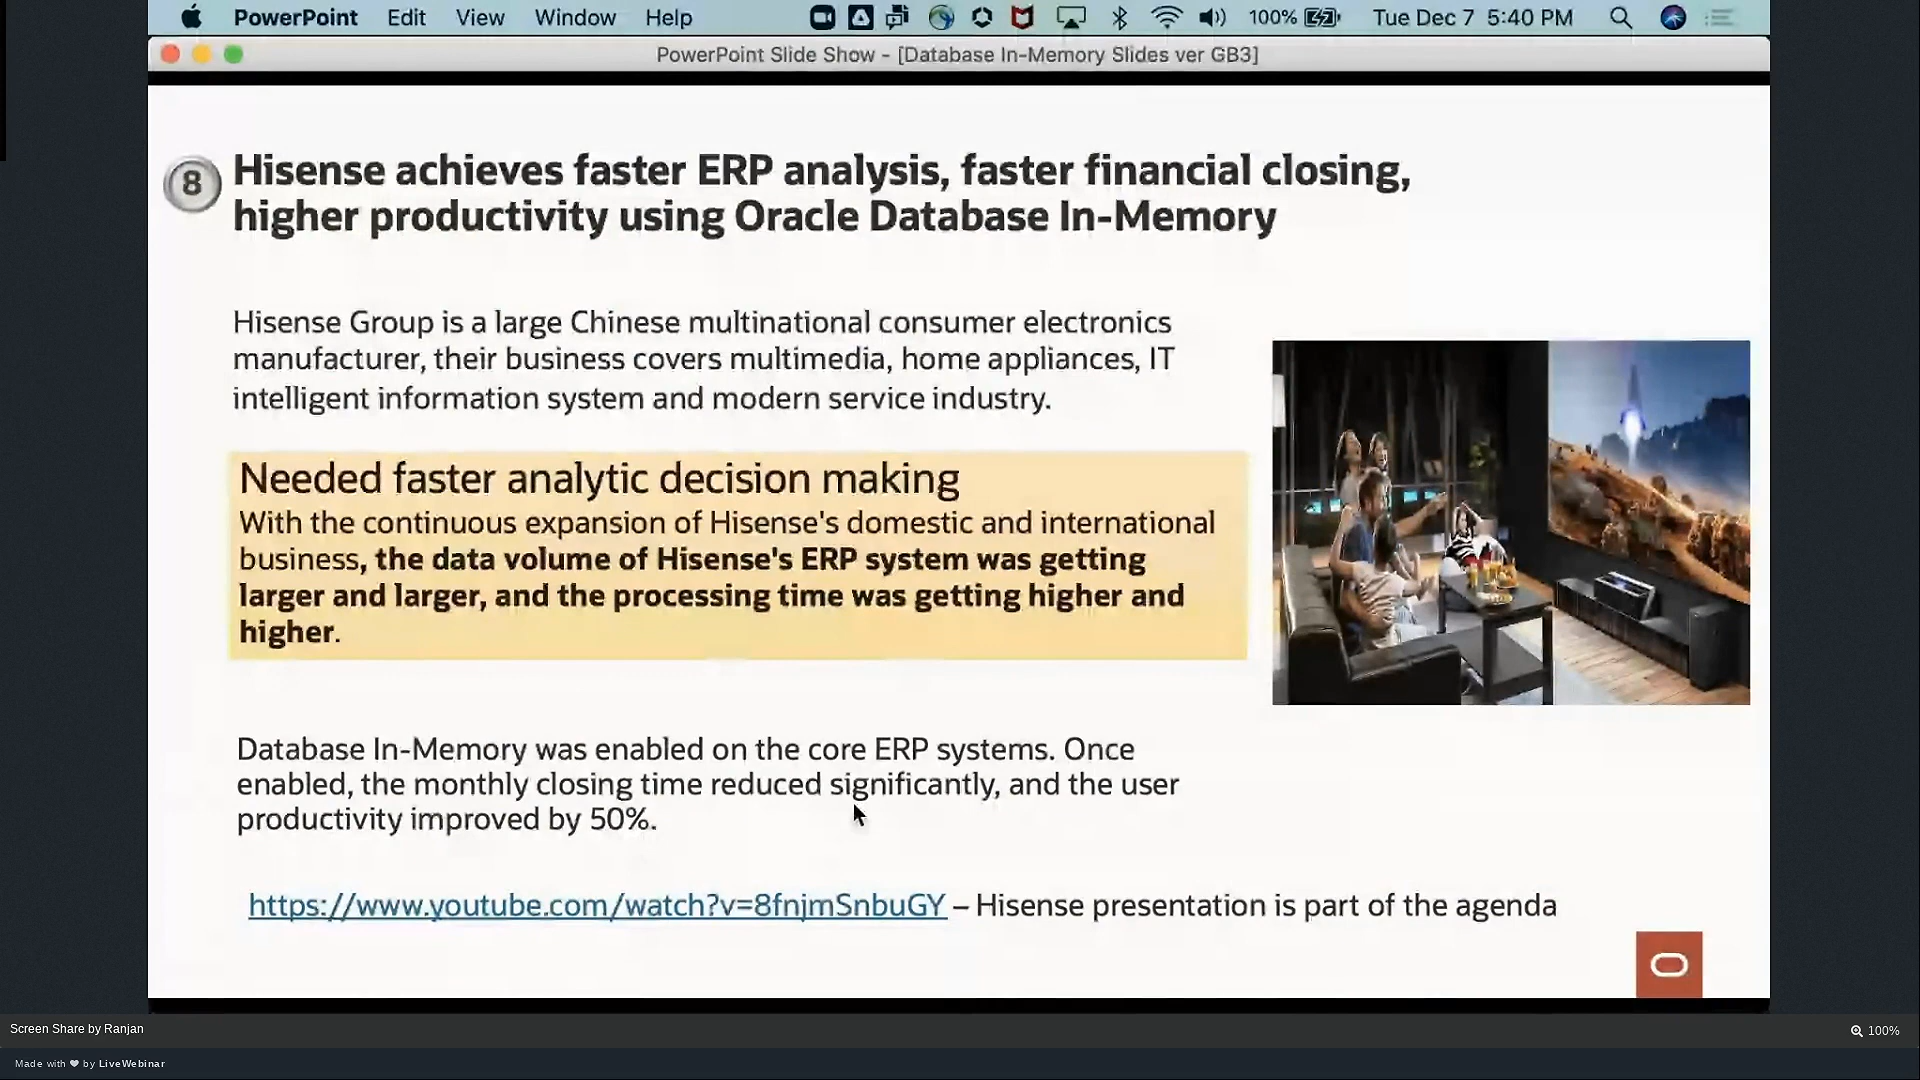 PowerPoint Edit View Window Help 100% Tue Dec 7 5:40 PM
PowerPoint Slide Show - [Database In-Memory Slides ver GB3]
8
Hisense achieves faster ERP analysis, faster financial closing,
higher productivity using Oracle Database In-Memory
Hisense Group is a large Chinese multinational consumer electronics
manufacturer, their business covers multimedia, home appliances, IT
intelligent information system and modern service industry.
Needed faster analytic decision making
With the continuous expansion of Hisense's domestic and international
business, the data volume of Hisense's ERP system was getting
larger and larger, and the processing time was getting higher and
higher.
Database In-Memory was enabled on the core ERP systems. Once
enabled, the monthly closing time reduced significantly, and the user
productivity improved by 50%.
https://www.youtube.com/watch?v=8fnjmSnbuGY – Hisense presentation is part of the agenda
Screen Share by Ranjan
100%
Made with ❤ by LiveWebinar